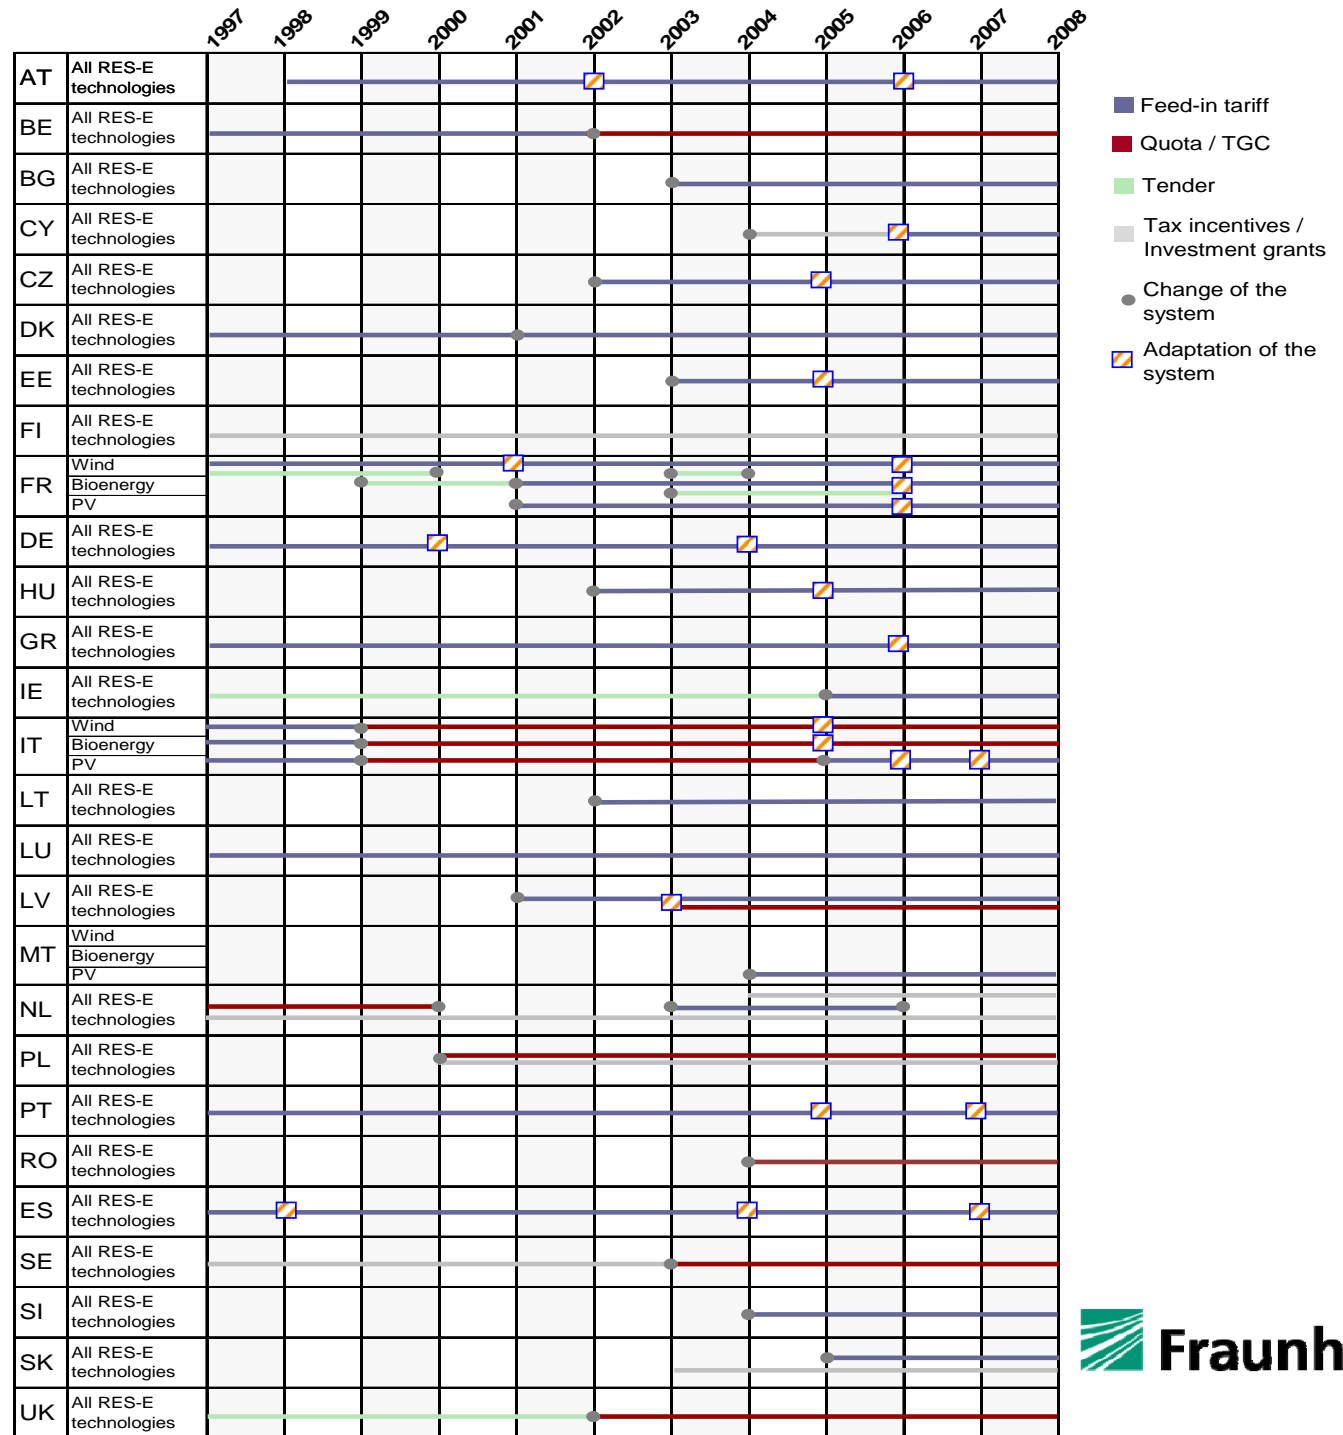 1997 1998 1999 2000 2001 2002 2003 2004 2005 2006 2007 2008
AT All RES-E
technologies
BE All RES-E
technologies
BG All RES-E
technologies
CY All RES-E
technologies
CZ All RES-E
technologies
DK All RES-E
technologies
EE All RES-E
technologies
FI All RES-E
technologies
FR Wind
Bioenergy
PV
DE All RES-E
technologies
HU All RES-E
technologies
GR All RES-E
technologies
IE All RES-E
technologies
IT Wind
Bioenergy
PV
LT All RES-E
technologies
LU All RES-E
technologies
LV All RES-E
technologies
MT Wind
Bioenergy
PV
NL All RES-E
technologies
PL All RES-E
technologies
PT All RES-E
technologies
RO All RES-E
technologies
ES All RES-E
technologies
SE All RES-E
technologies
SI All RES-E
technologies
SK All RES-E
technologies
UK All RES-E
technologies
Feed-in tariff
Quota / TGC
Tender
Tax incentives /
Investment grants
Change of the
system
Adaptation of the
system
Fraunh